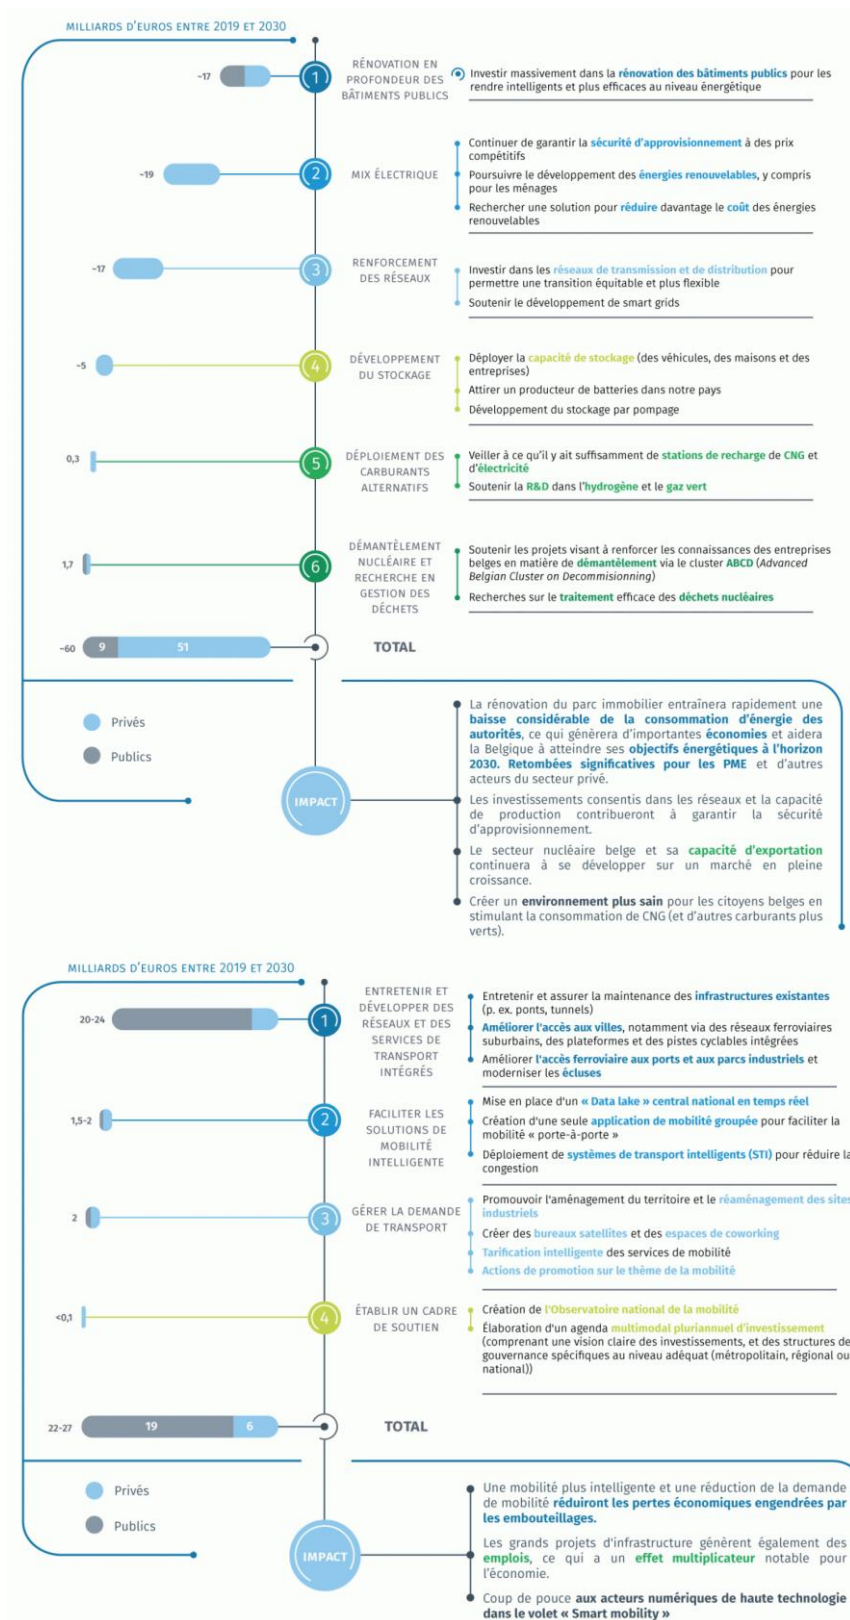 MILLIARDS D'EUROS ENTRE 2019 ET 2030
~17
1
RÉNOVATION EN
PROFONDEUR DES
BÂTIMENTS PUBLICS
Investir massivement dans la rénovation des bâtiments publics pour les
rendre intelligents et plus efficaces au niveau énergétique
~19
2
MIX ÉLECTRIQUE
Continuer de garantir la sécurité d'approvisionnement à des prix
compétitifs
Poursuivre le développement des énergies renouvelables, y compris
pour les ménages
Rechercher une solution pour réduire davantage le coût des énergies
renouvelables
~17
3
RENFORCEMENT
DES RÉSEAUX
Investir dans les réseaux de transmission et de distribution pour
permettre une transition équitable et plus flexible
Soutenir le développement de smart grids
~5
4
DÉVELOPPEMENT
DU STOCKAGE
Déployer la capacité de stockage (des véhicules, des maisons et des
entreprises)
Attirer un producteur de batteries dans notre pays
Développement du stockage par pompage
0,3
5
DÉPLOIEMENT DES
CARBURANTS
ALTERNATIFS
Veiller à ce qu'il y ait suffisamment de stations de recharge de CNG et
d'électricité
Soutenir la R&D dans l'hydrogène et le gaz vert
1,7
6
DÉMANTÈLEMENT
NUCLÉAIRE ET
RECHERCHE EN
GESTION DES
DÉCHETS
Soutenir les projets visant à renforcer les connaissances des entreprises
belges en matière de démantèlement via le cluster ABCD (Advanced
Belgian Cluster on Decommisionning)
Recherches sur le traitement efficace des déchets nucléaires
~60
9
51
TOTAL
Privés
Publics
IMPACT
La rénovation du parc immobilier entraînera rapidement une
baisse considérable de la consommation d'énergie des
autorités, ce qui générera d'importantes économies et aidera
la Belgique à atteindre ses objectifs énergétiques à l'horizon
2030. Retombées significatives pour les PME et d'autres
acteurs du secteur privé.
Les investissements consentis dans les réseaux et la capacité
de production contribueront à garantir la sécurité
d'approvisionnement.
Le secteur nucléaire belge et sa capacité d'exportation
continuera à se développer sur un marché en pleine
croissance.
Créer un environnement plus sain pour les citoyens belges en
stimulant la consommation de CNG (et d'autres carburants plus
verts).
MILLIARDS D'EUROS ENTRE 2019 ET 2030
20-24
1
ENTRETENIR ET
DÉVELOPPER DES
RÉSEAUX ET DES
SERVICES DE
TRANSPORT
INTÉGRÉS
Entretenir et assurer la maintenance des infrastructures existantes
(p. ex. ponts, tunnels)
Améliorer l'accès aux villes, notamment via des réseaux ferroviaires
suburbains, des plateformes et des pistes cyclables intégrées
Améliorer l'accès ferroviaire aux ports et aux parcs industriels et
moderniser les écluses
1,5-2
2
FACILITER LES
SOLUTIONS DE
MOBILITÉ
INTELLIGENTE
Mise en place d'un « Data lake » central national en temps réel
Création d'une seule application de mobilité groupée pour faciliter la
mobilité « porte-à-porte »
Déploiement de systèmes de transport intelligents (STI) pour réduire la
congestion
2
3
GÉRER LA DEMANDE
DE TRANSPORT
Promouvoir l'aménagement du territoire et le réaménagement des sites
industriels
Créer des bureaux satellites et des espaces de coworking
Tarification intelligente des services de mobilité
Actions de promotion sur le thème de la mobilité
<0,1
4
ÉTABLIR UN CADRE
DE SOUTIEN
Création de l'Observatoire national de la mobilité
Élaboration d'un agenda multimodal pluriannuel d'investissement
(comprenant une vision claire des investissements, et des structures de
gouvernance spécifiques au niveau adéquat (métropolitain, régional ou
national))
22-27
19
6
TOTAL
Privés
Publics
IMPACT
Une mobilité plus intelligente et une réduction de la demande
de mobilité réduiront les pertes économiques engendrées par
les embouteillages.
Les grands projets d'infrastructure génèrent également des
emplois, ce qui a un effet multiplicateur notable pour
l'économie.
Coup de pouce aux acteurs numériques de haute technologie
dans le volet « Smart mobility »